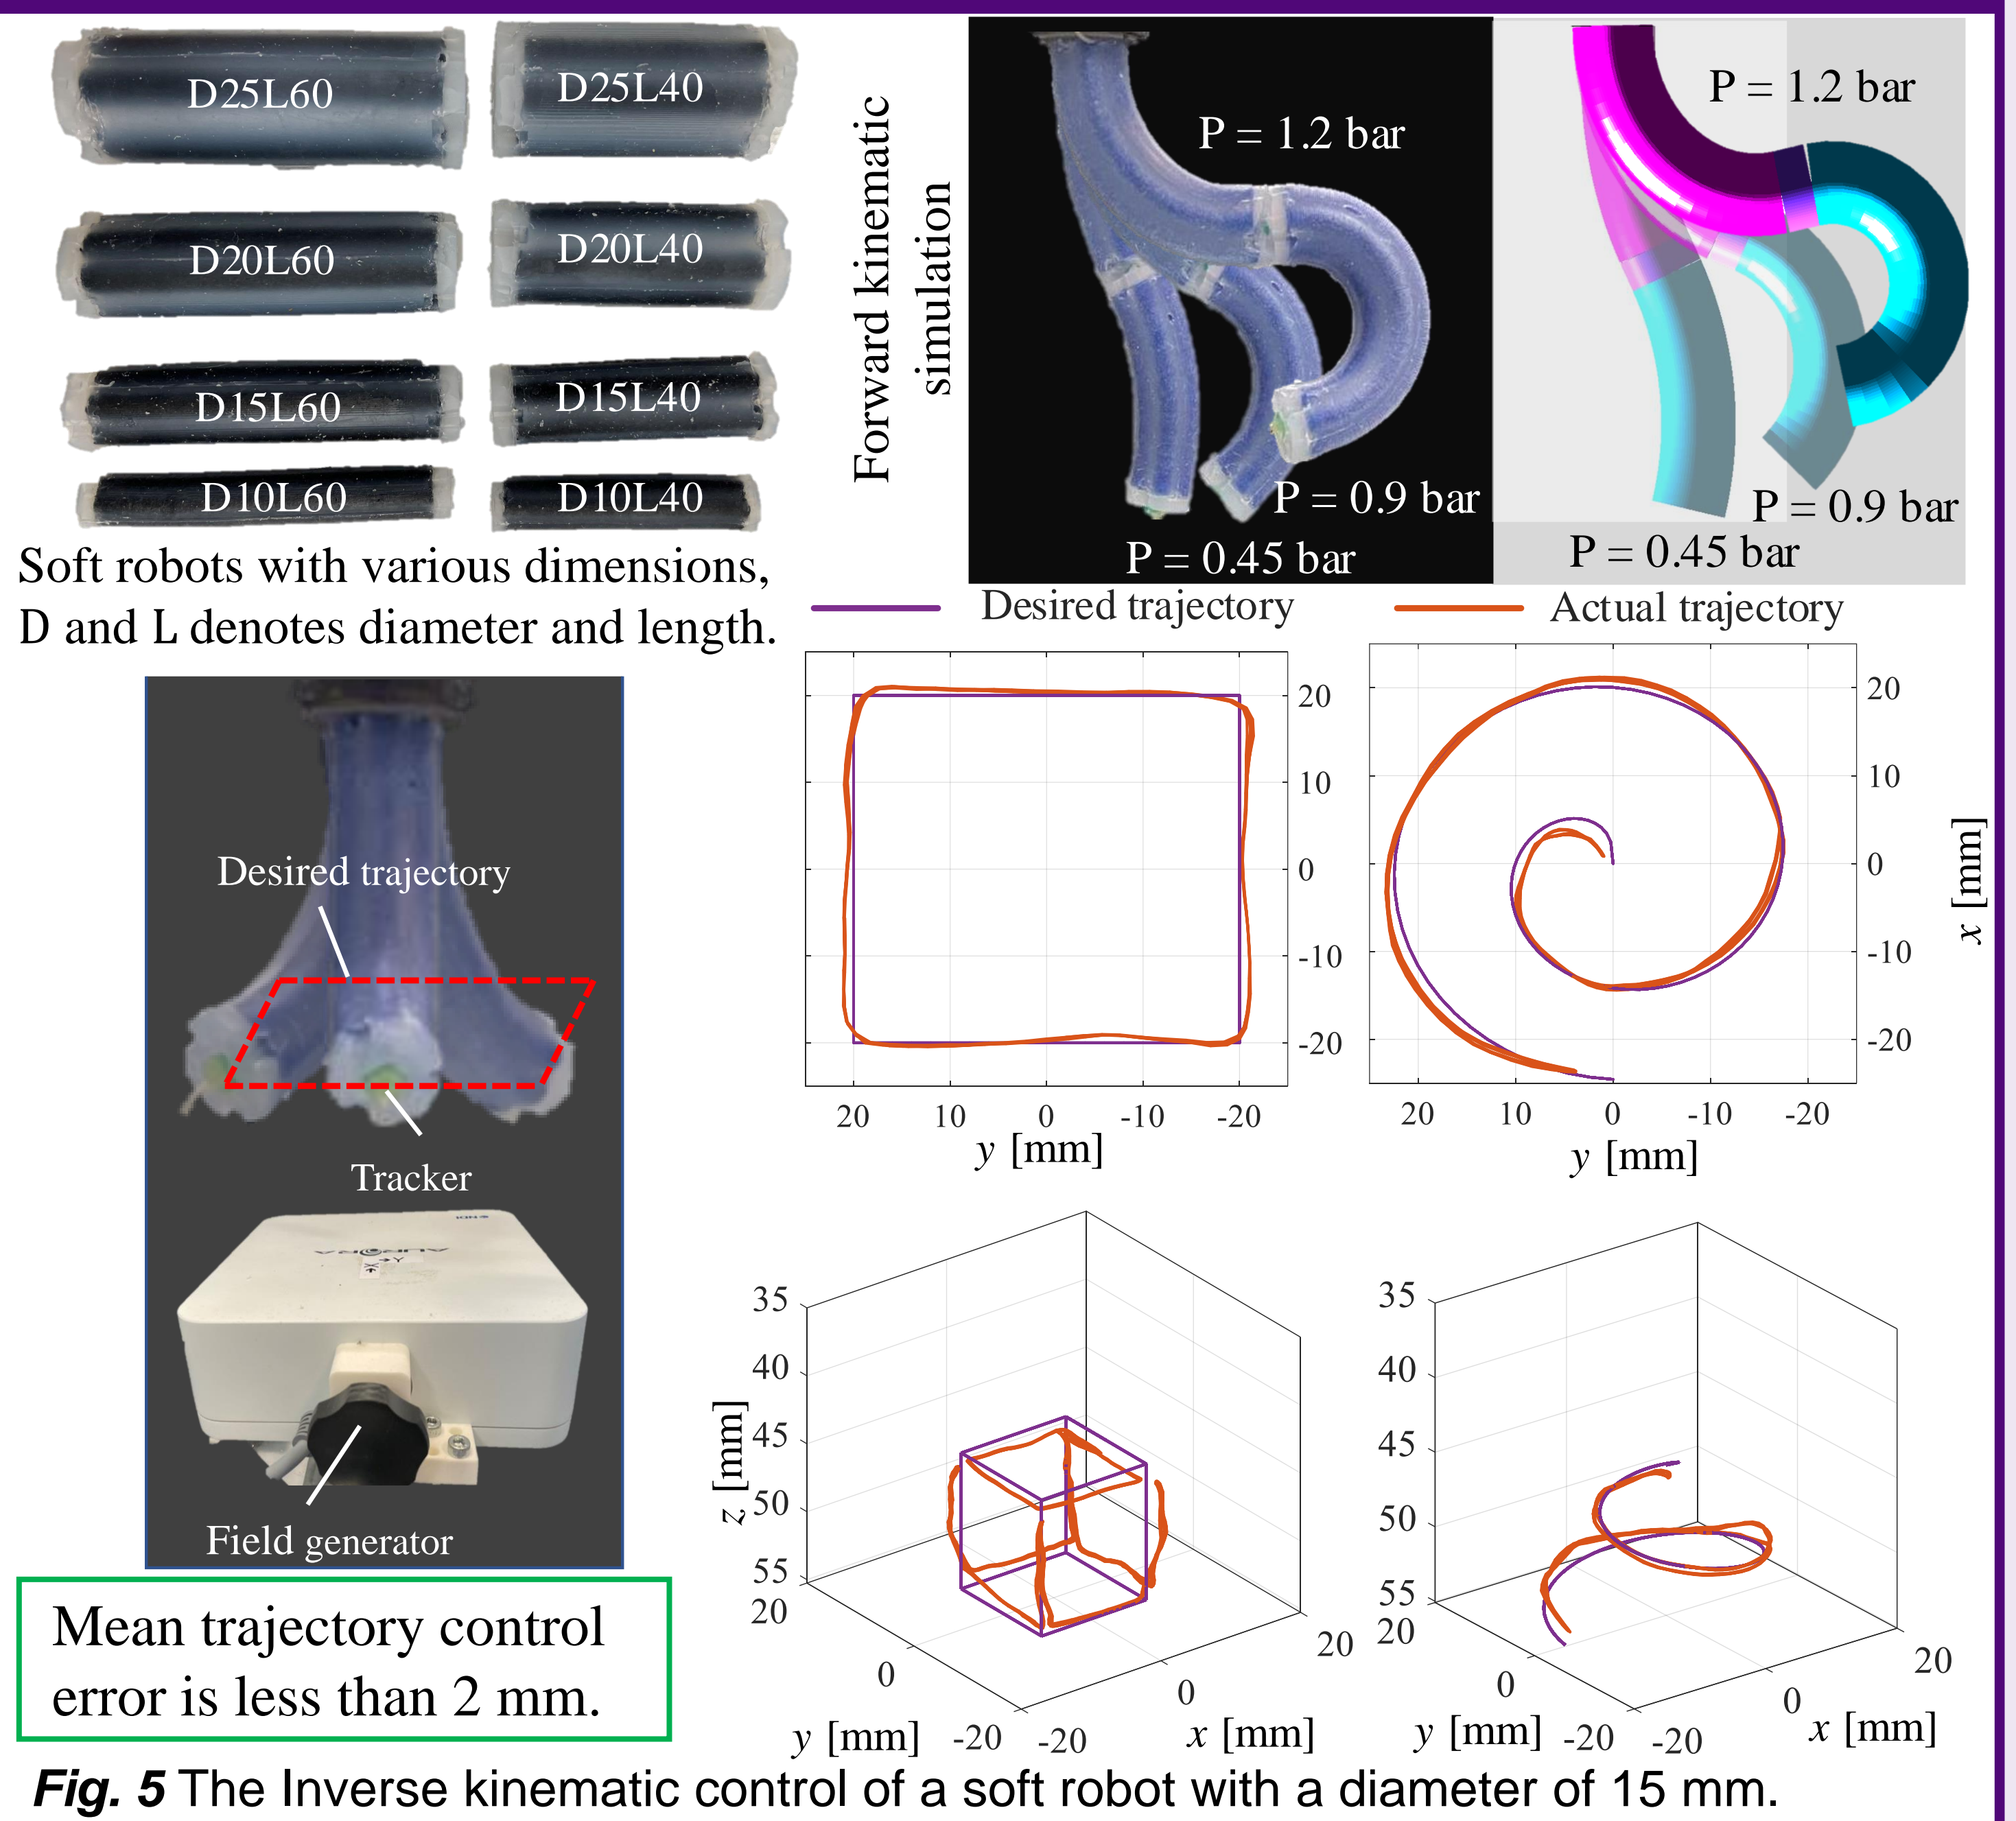 D25L60
D25L40
D20L60
D20L40
D15L60
D15L40
D10L60
D10L40
Soft robots with various dimensions,
D and L denotes diameter and length.
Forward kinematic
simulation
P = 1.2 bar
P = 0.9 bar
P = 0.45 bar
P = 1.2 bar
P = 0.9 bar
P = 0.45 bar
Desired trajectory
Actual trajectory
Desired trajectory
Tracker
AURORA
Field generator
20
10
0
-10
-20
20
10
0
-10
-20
y [mm]
20
10
0
-10
-20
x [mm]
20
10
0
-10
-20
y [mm]
35
40
45
50
55
z [mm]
20
0
-20
y [mm]
-20
0
20
x [mm]
35
40
45
50
55
20
0
-20
y [mm]
-20
0
20
x [mm]
Mean trajectory control
error is less than 2 mm.
Fig. 5 The Inverse kinematic control of a soft robot with a diameter of 15 mm.